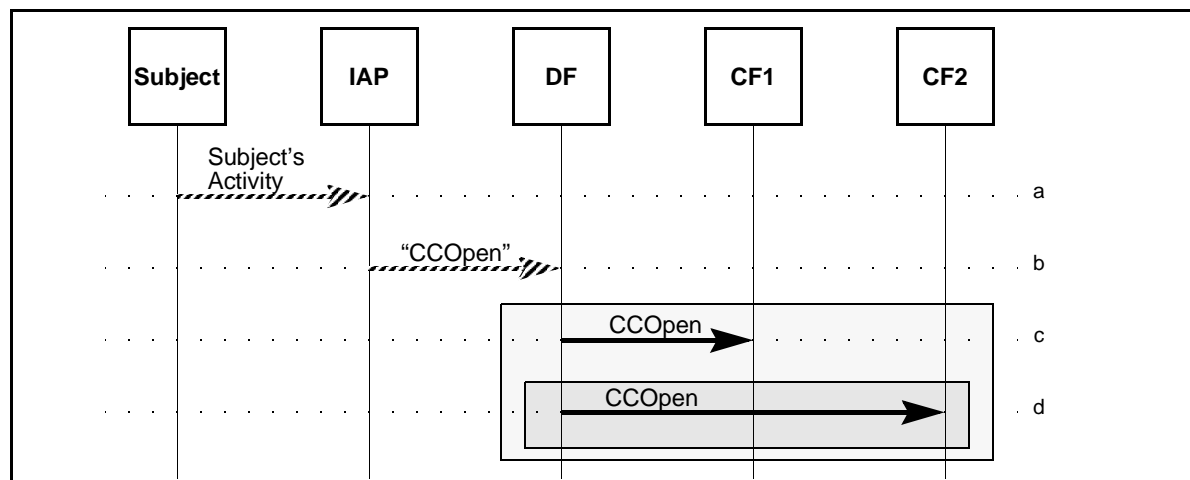 Subject IAP DF CF1 CF2
Subject's
Activity
a
“CCOpen”
b
CCOpen
c
CCOpen
d